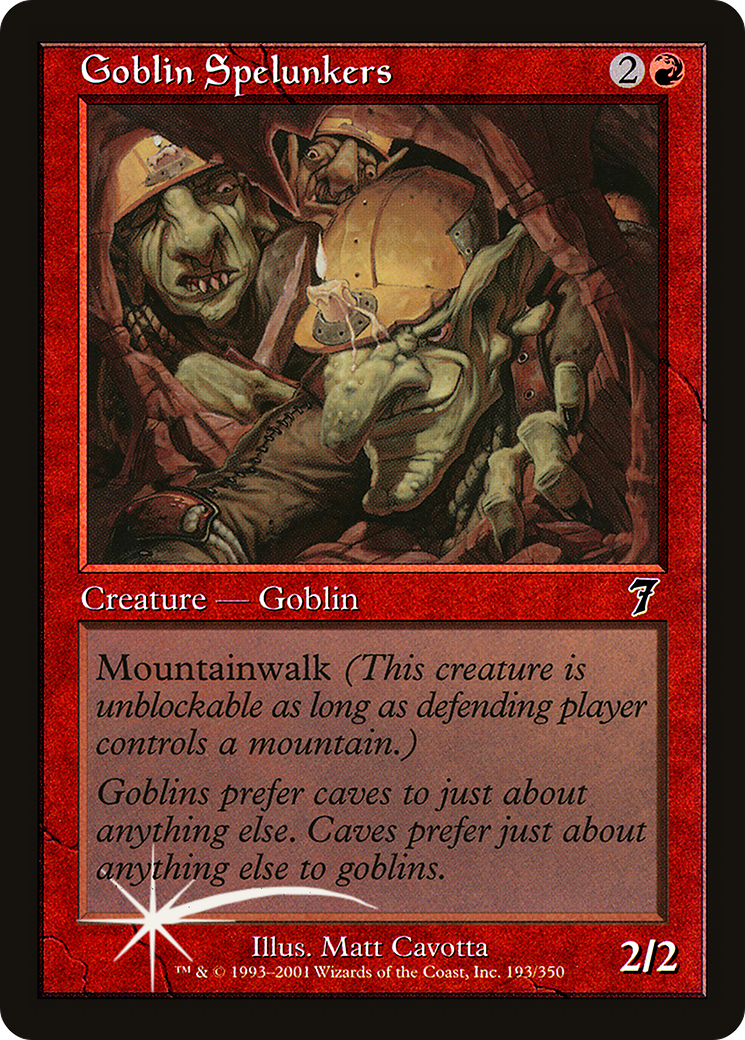 Goblin Spelunkers 2
Creature — Goblin 7
Mountainwalk (This creature is
unblockable as long as defending player
controls a mountain.)
Goblins prefer caves to just about
anything else. Caves prefer just about
anything else to goblins.
Illus. Matt Cavotta
™ & © 1993–2001 Wizards of the Coast, Inc. 193/350
2/2